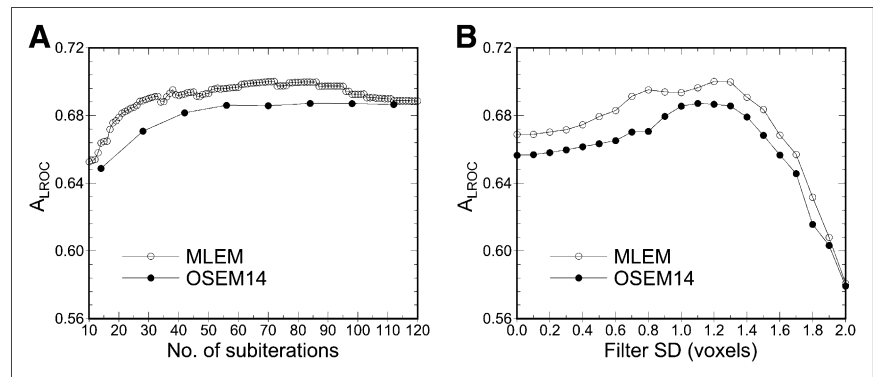 A
0.72
0.68
0.64
0.60
0.56
A_LROC
MLEM
OSEM14
10 20 30 40 50 60 70 80 90 100 110 120
No. of subiterations
B
0.72
0.68
0.64
0.60
0.56
A_LROC
MLEM
OSEM14
0.0 0.2 0.4 0.6 0.8 1.0 1.2 1.4 1.6 1.8 2.0
Filter SD (voxels)